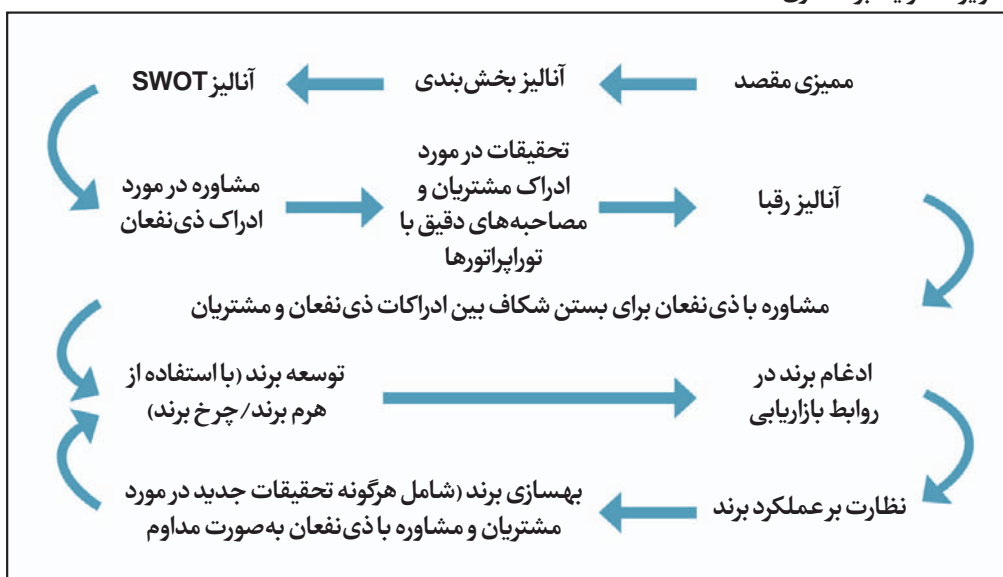 ممیزی مقصد
آنالیز بخش‌بندی
آنالیز SWOT
مشاوره در مورد
ادراک ذی‌نفعان
تحقیقات در مورد
ادراک مشتریان و
مصاحبه‌های دقیق با
توراپراتورها
آنالیز رقبا
مشاوره با ذی‌نفعان برای بستن شکاف بین ادراکات ذی‌نفعان و مشتریان
توسعه برند (با استفاده از
هرم برند/چرخ برند)
ادغام برند در
روابط بازاریابی
نظارت بر عملکرد برند
بهسازی برند (شامل هرگونه تحقیقات جدید در مورد
مشتریان و مشاوره با ذی‌نفعان به‌صورت مداوم